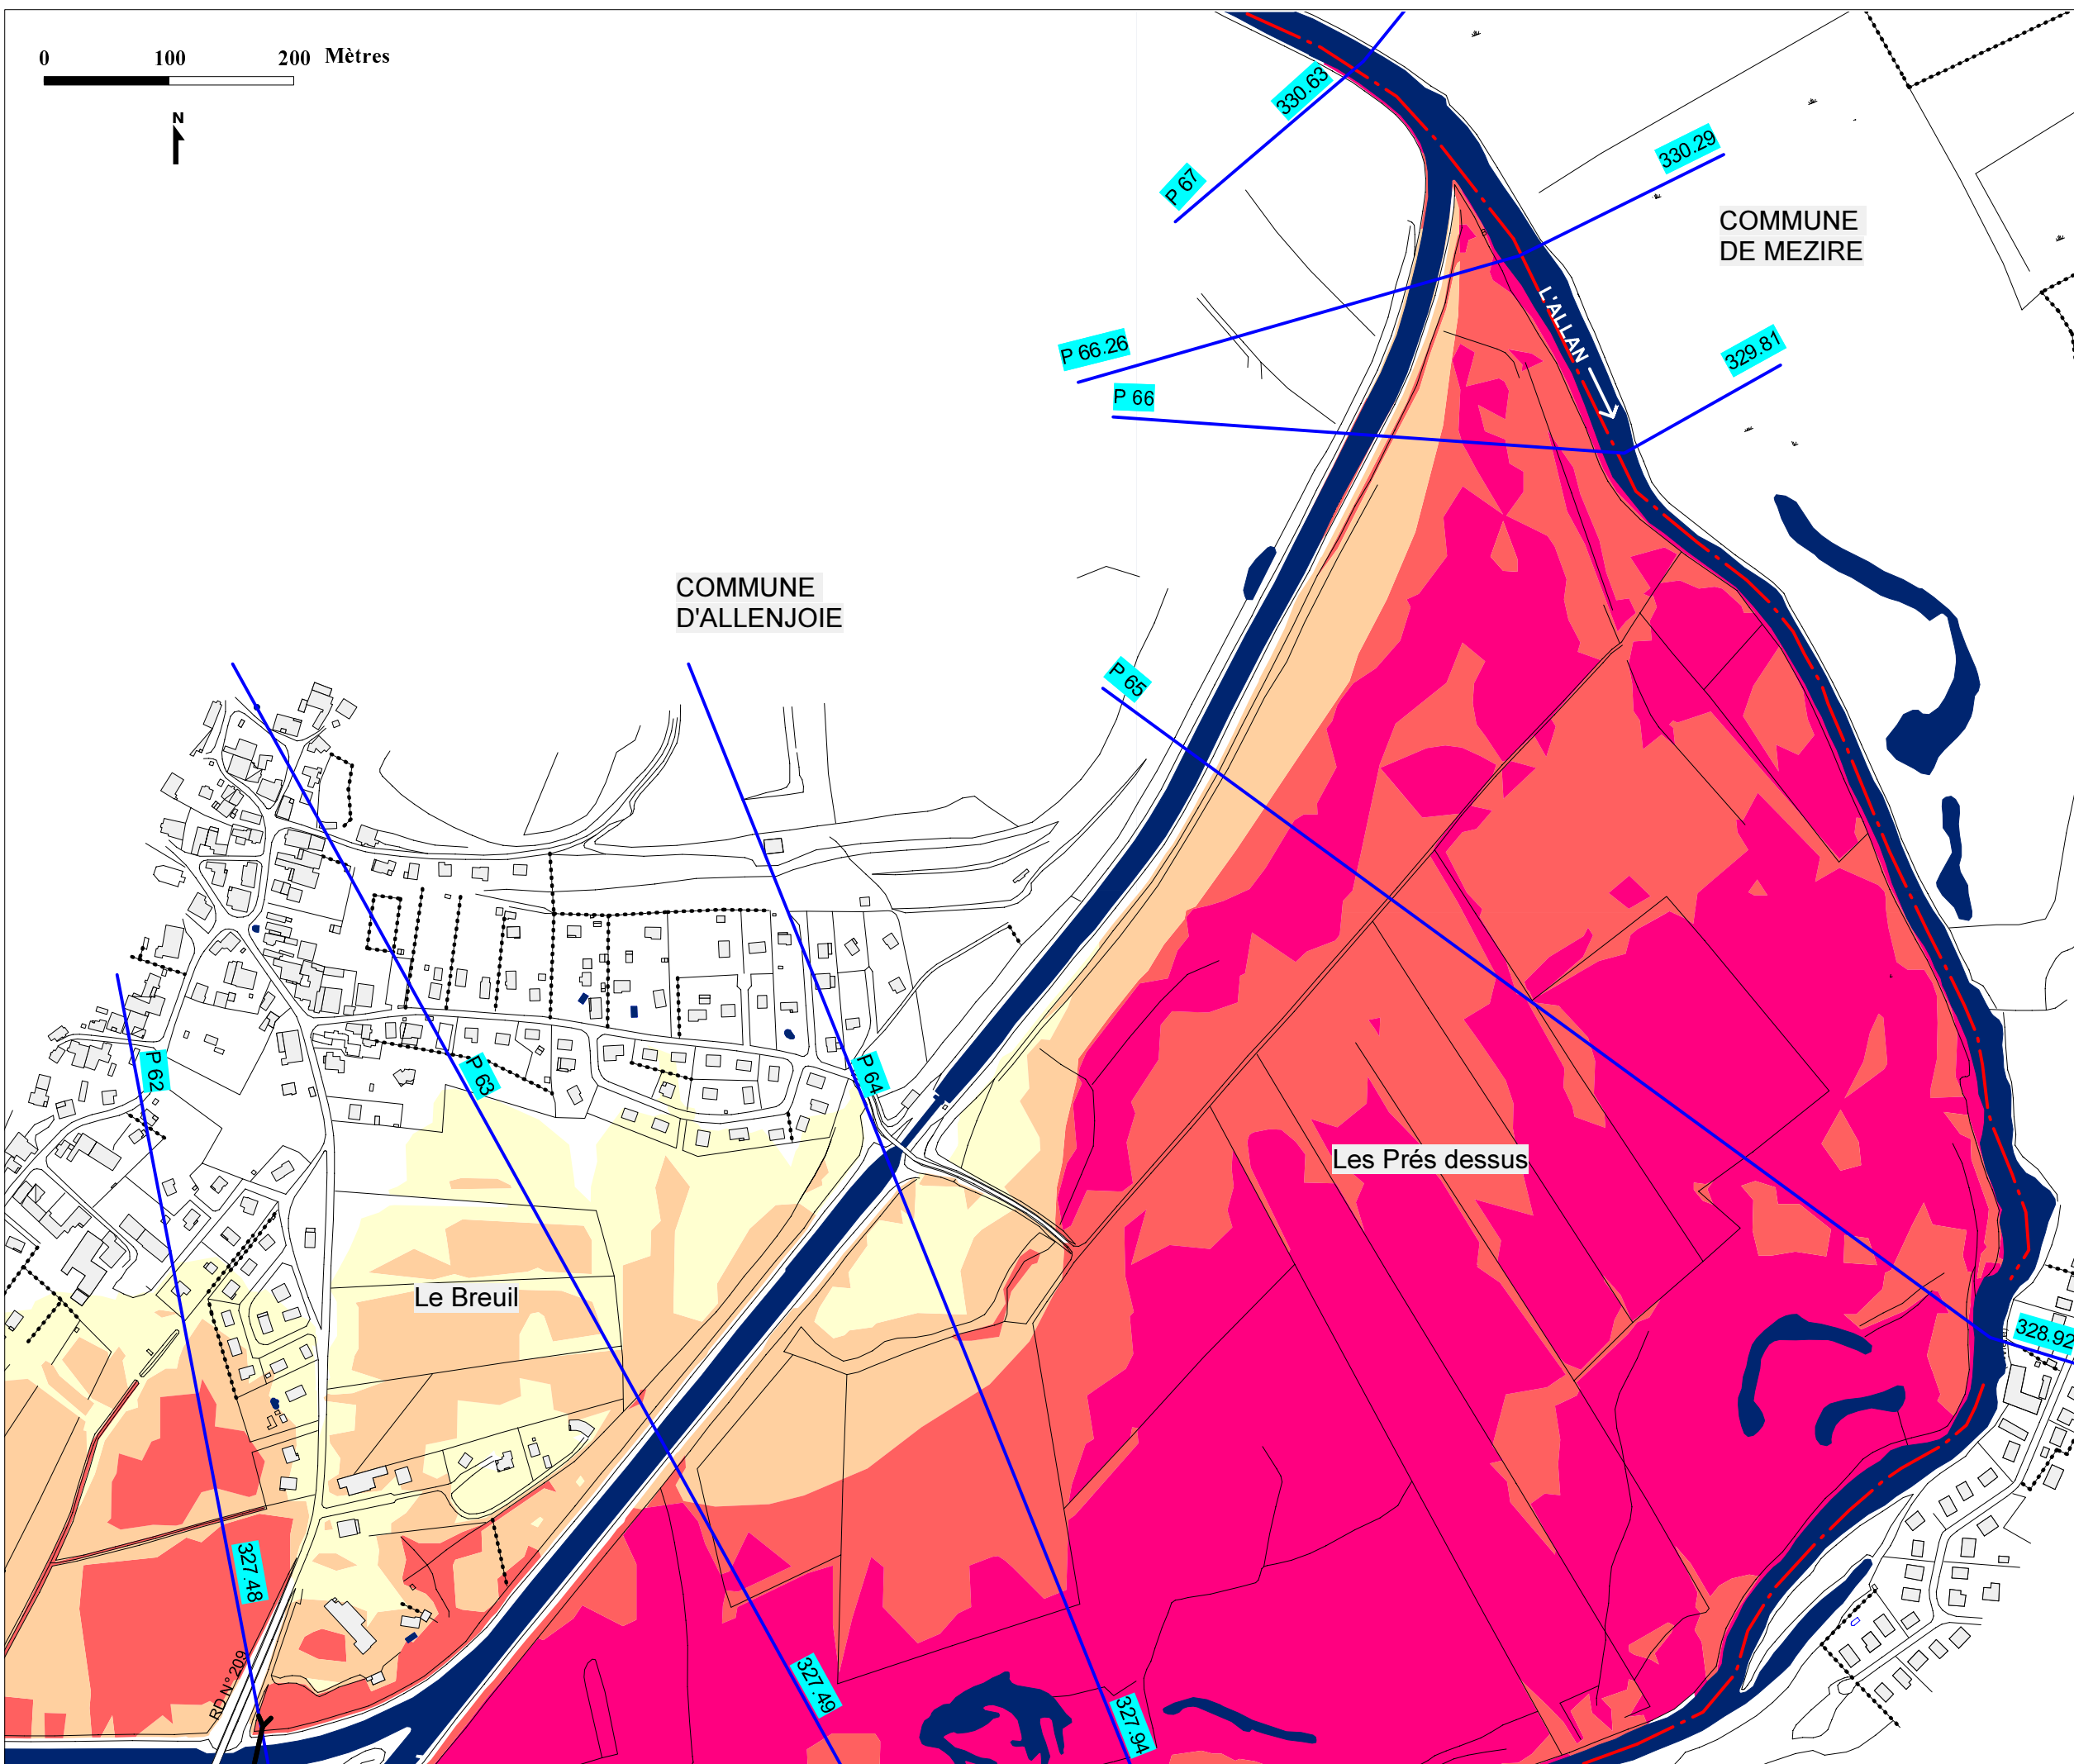 0 100 200 Mètres
N
330.63
P 67
330.29
COMMUNE
DE MEZIRE
L'ALLAN
P 66.26
329.81
P 66
COMMUNE
D'ALLENJOIE
P 65
P 62
P 63
P 64
Les Prés dessus
Le Breuil
328.92
327.48
RD N° 209
327.49
327.94